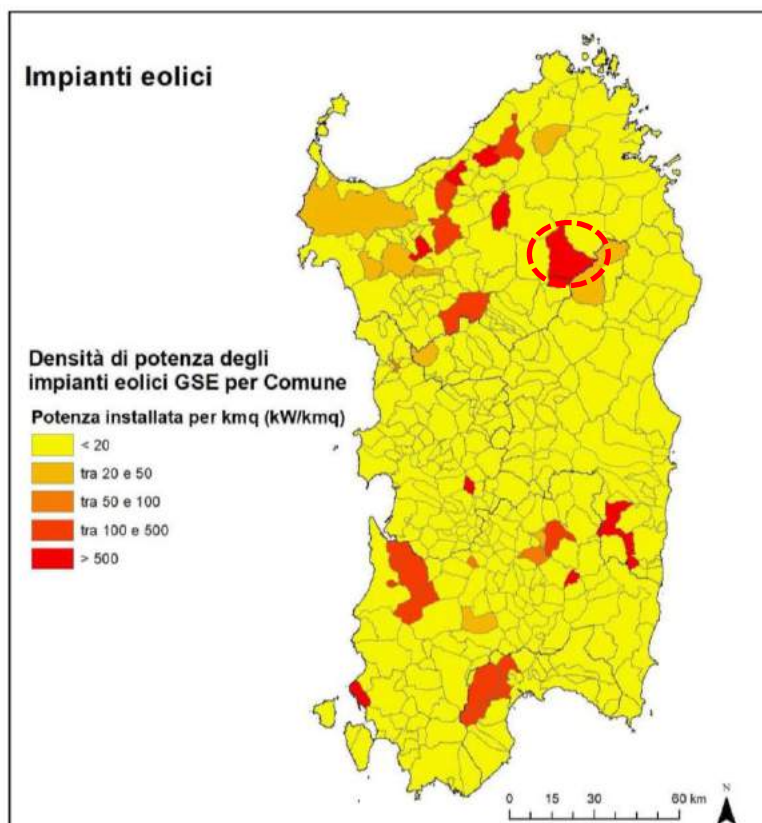 Impianti eolici
Densità di potenza degli
impianti eolici GSE per Comune
Potenza installata per kmq (kW/kmq)
< 20
tra 20 e 50
tra 50 e 100
tra 100 e 500
> 500
0 15 30 60 km
N